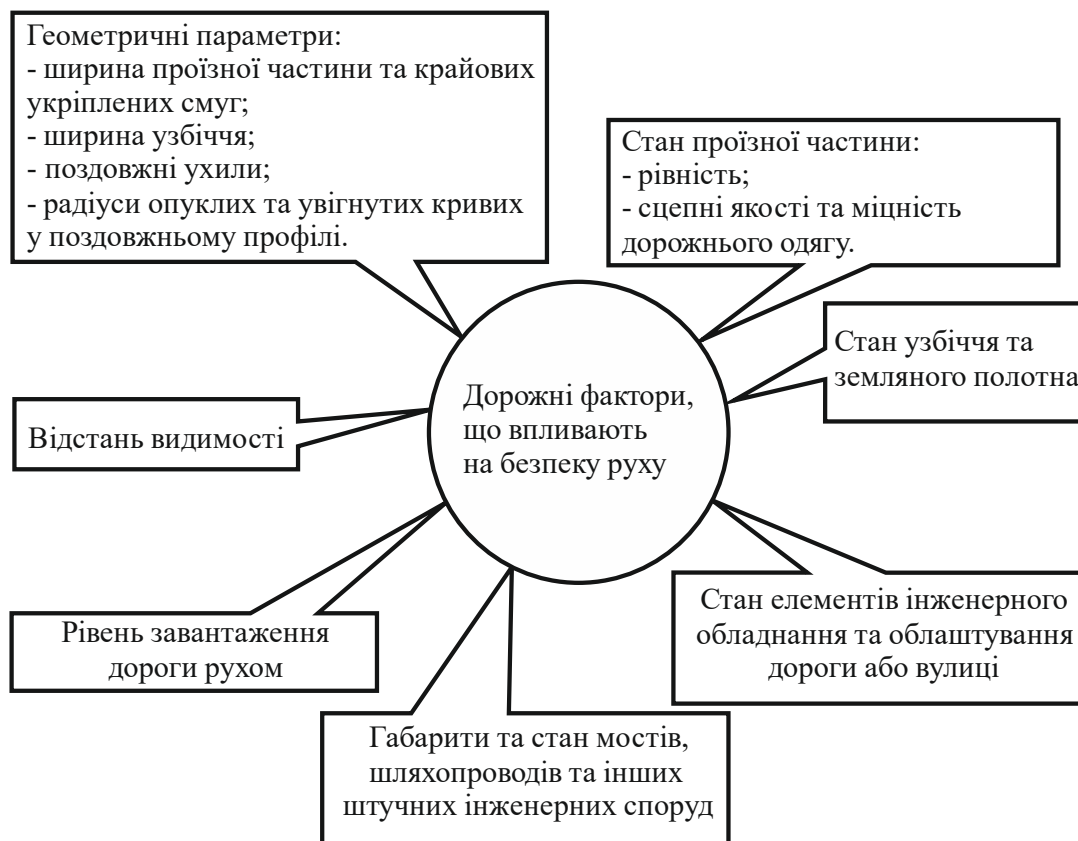 Геометричні параметри:
- ширина проїзної частини та крайових
укріплених смуг;
- ширина узбіччя;
- поздовжні ухили;
- радіуси опуклих та увігнутих кривих
у поздовжньому профілі.
Стан проїзної частини:
- рівність;
- сцепні якості та міцність
дорожнього одягу.
Стан узбіччя та
земляного полотна
Дорожні фактори,
що впливають
на безпеку руху
Відстань видимості
Рівень завантаження
дороги рухом
Стан елементів інженерного
обладнання та облаштування
дороги або вулиці
Габарити та стан мостів,
шляхопроводів та інших
штучних інженерних споруд